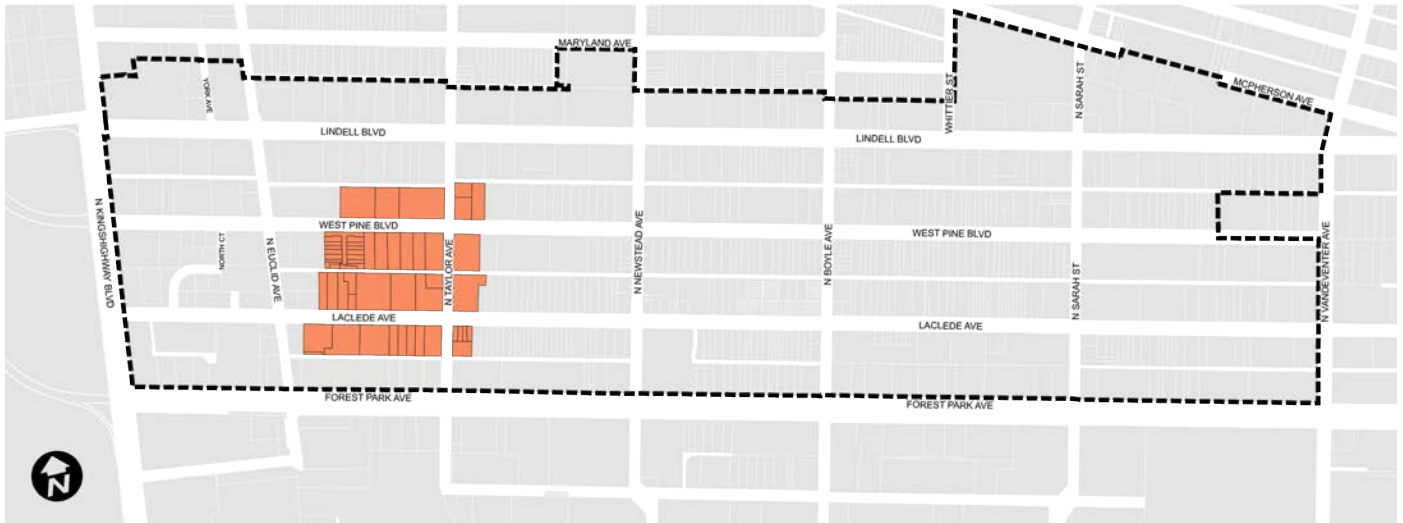 MARYLAND AVE
YORK AVE
WHITTIER ST
N SARAH ST
MCPHERSON AVE
LINDELL BLVD
LINDELL BLVD
N KINGSHIGHWAY BLVD
WEST PINE BLVD
WEST PINE BLVD
NORTH CT
N EUCLID AVE
N TAYLOR AVE
N NEWSTEAD AVE
N BOYLE AVE
N SARAH ST
N VANDEVENTER AVE
LACLEDE AVE
LACLEDE AVE
FOREST PARK AVE
FOREST PARK AVE
N